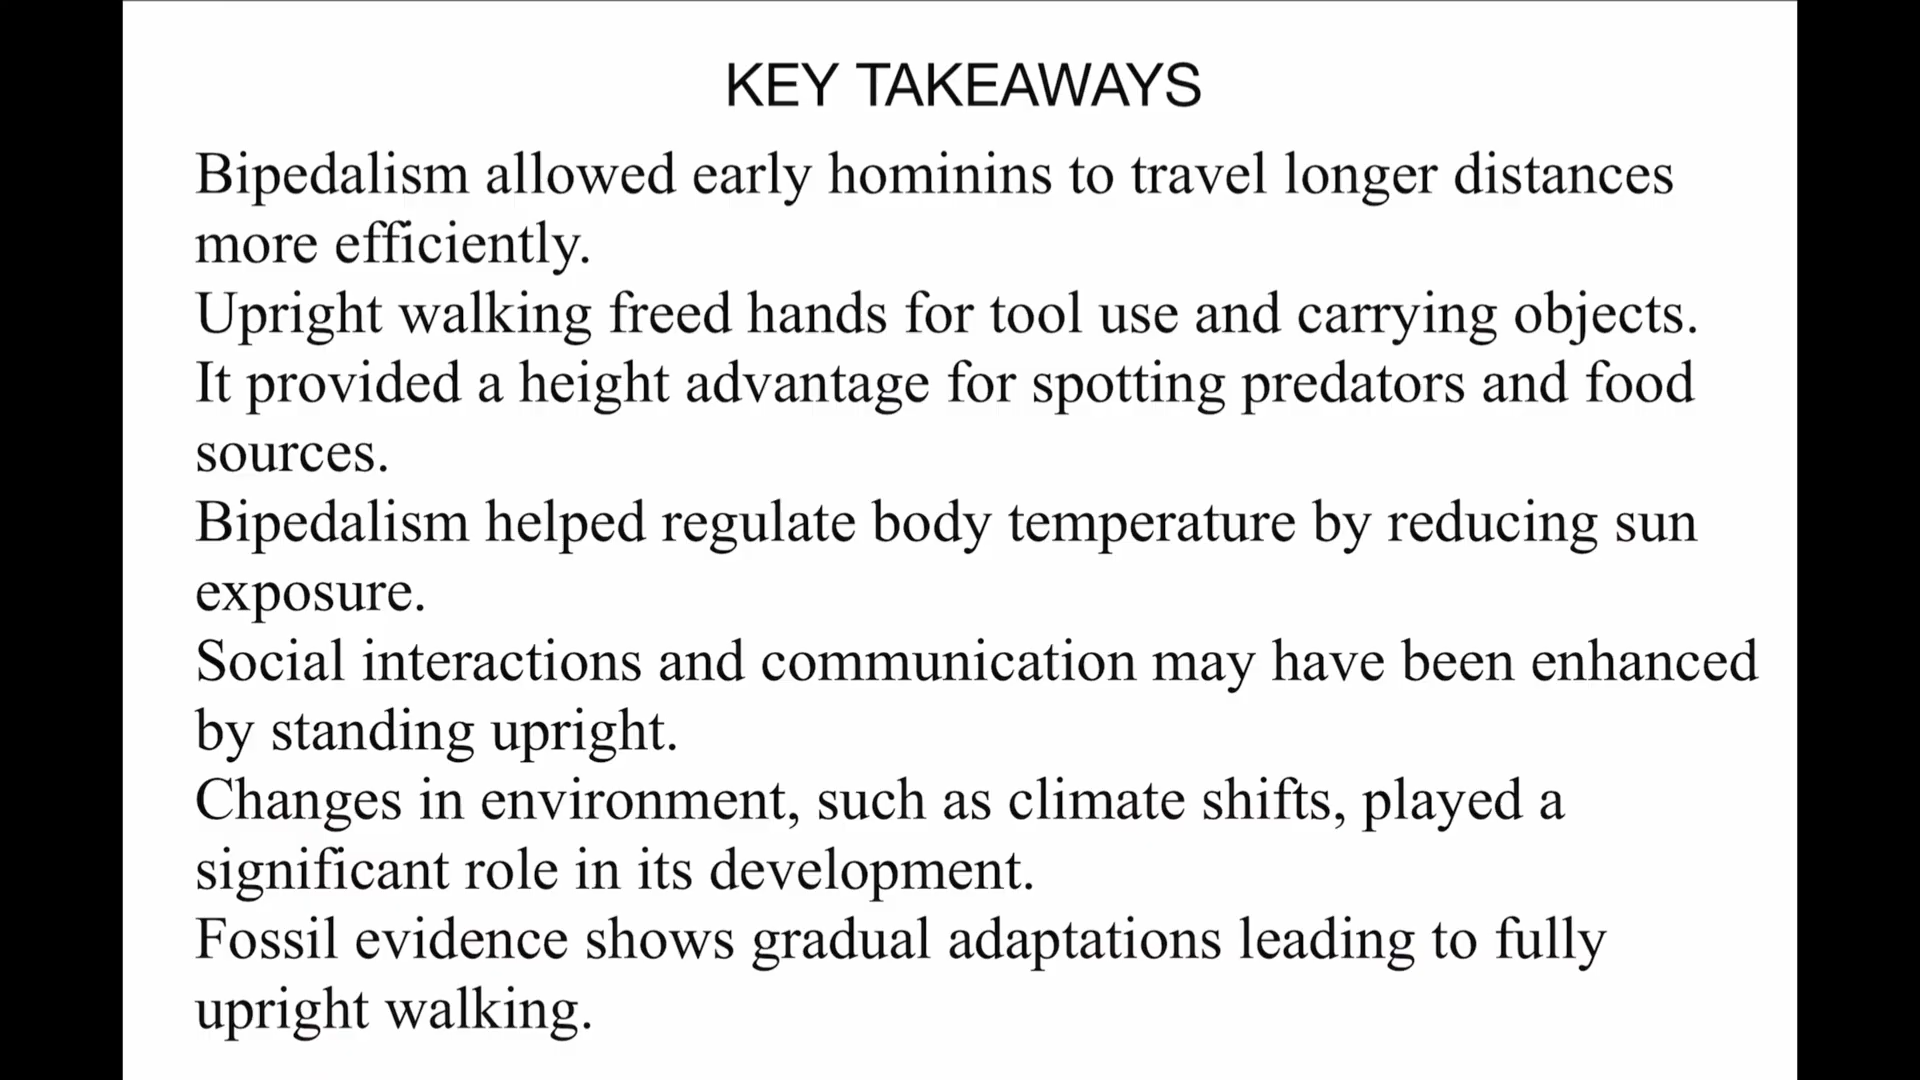 KEY TAKEAWAYS
Bipedalism allowed early hominins to travel longer distances
more efficiently.
Upright walking freed hands for tool use and carrying objects.
It provided a height advantage for spotting predators and food
sources.
Bipedalism helped regulate body temperature by reducing sun
exposure.
Social interactions and communication may have been enhanced
by standing upright.
Changes in environment, such as climate shifts, played a
significant role in its development.
Fossil evidence shows gradual adaptations leading to fully
upright walking.